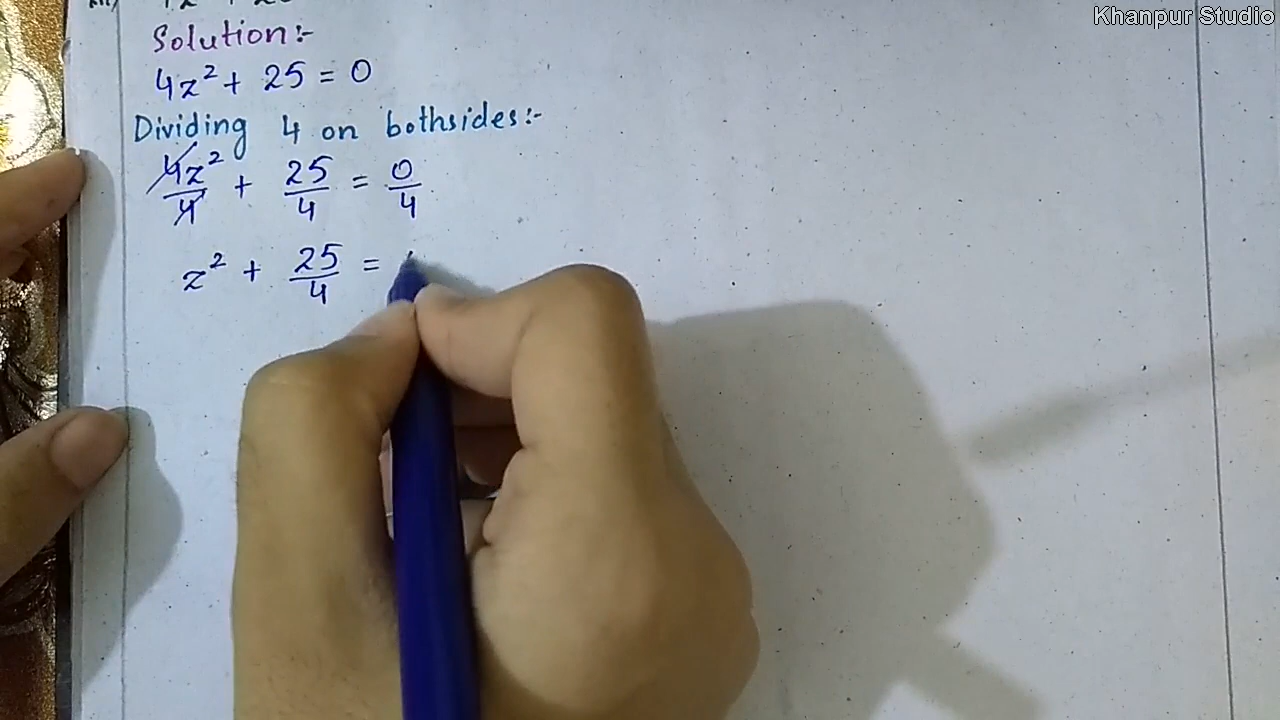 Khanpur Studio
Solution:-
4z² + 25 = 0
Dividing 4 on bothsides:-
4z²/4 + 25/4 = 0/4
z² + 25/4 =